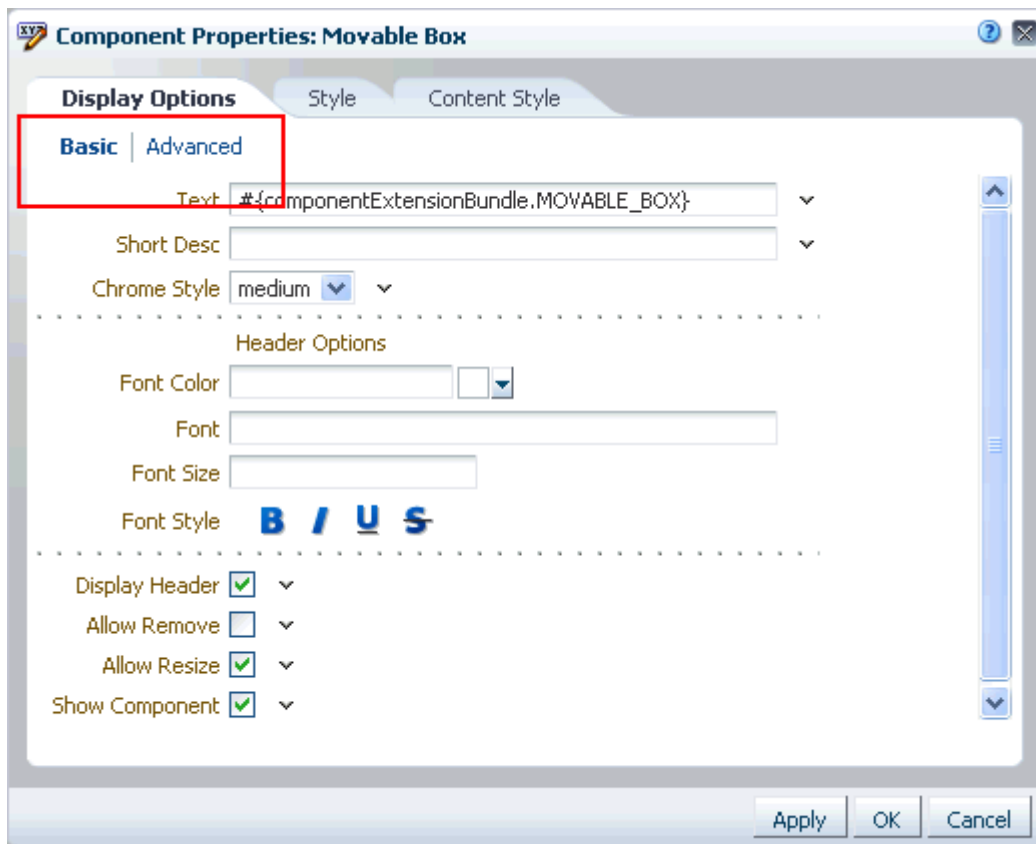 Component Properties: Movable Box
Display Options Style Content Style
Basic | Advanced
Text #{componentExtensionBundle.MOVABLE_BOX}
Short Desc
Chrome Style medium
Header Options
Font Color
Font
Font Size
Font Style B I U S
Display Header
Allow Remove
Allow Resize
Show Component
Apply OK Cancel